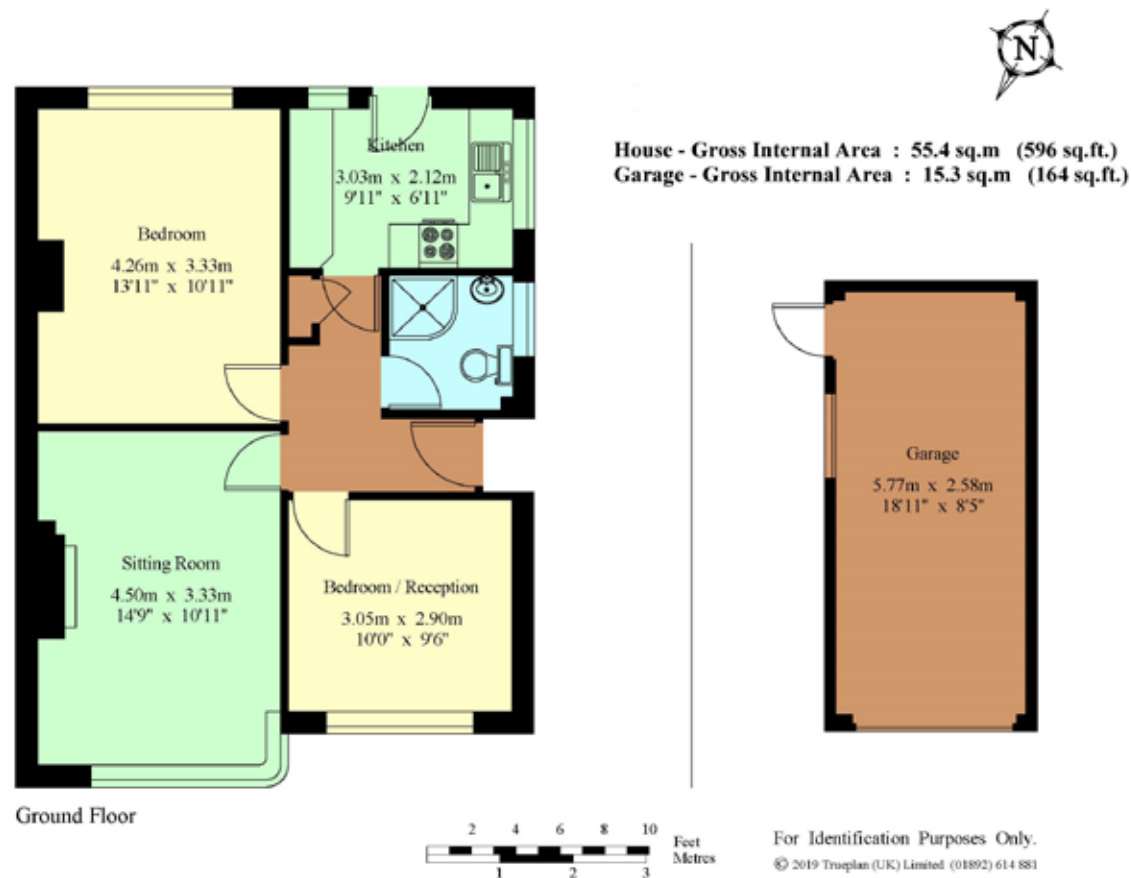 N
House - Gross Internal Area : 55.4 sq.m (596 sq.ft.)
Garage - Gross Internal Area : 15.3 sq.m (164 sq.ft.)
Kitchen
3.03m x 2.12m
9'11" x 6'11"
Bedroom
4.26m x 3.33m
13'11" x 10'11"
Sitting Room
4.50m x 3.33m
14'9" x 10'11"
Bedroom / Reception
3.05m x 2.90m
10'0" x 9'6"
Garage
5.77m x 2.58m
18'11" x 8'5"
Ground Floor
2 4 6 8 10
Feet
Metres
1 2 3
For Identification Purposes Only.
© 2019 Trueplan (UK) Limited (01892) 614 881